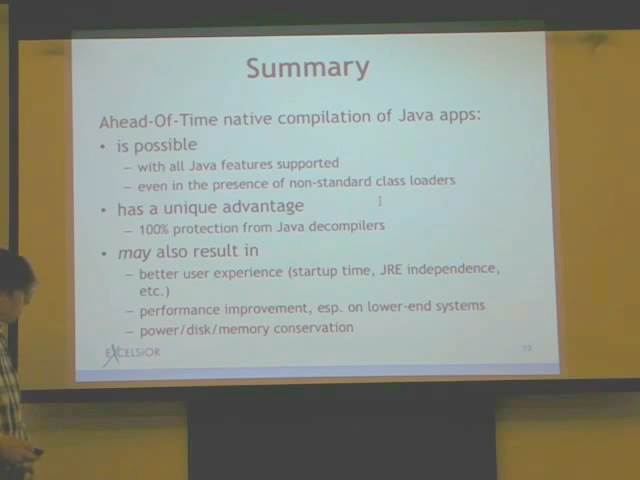 Summary
Ahead-Of-Time native compilation of Java apps:
• is possible
– with all Java features supported
– even in the presence of non-standard class loaders
• has a unique advantage
– 100% protection from Java decompilers
• may also result in
– better user experience (startup time, JRE independence,
etc.)
– performance improvement, esp. on lower-end systems
– power/disk/memory conservation
EXCELSIOR